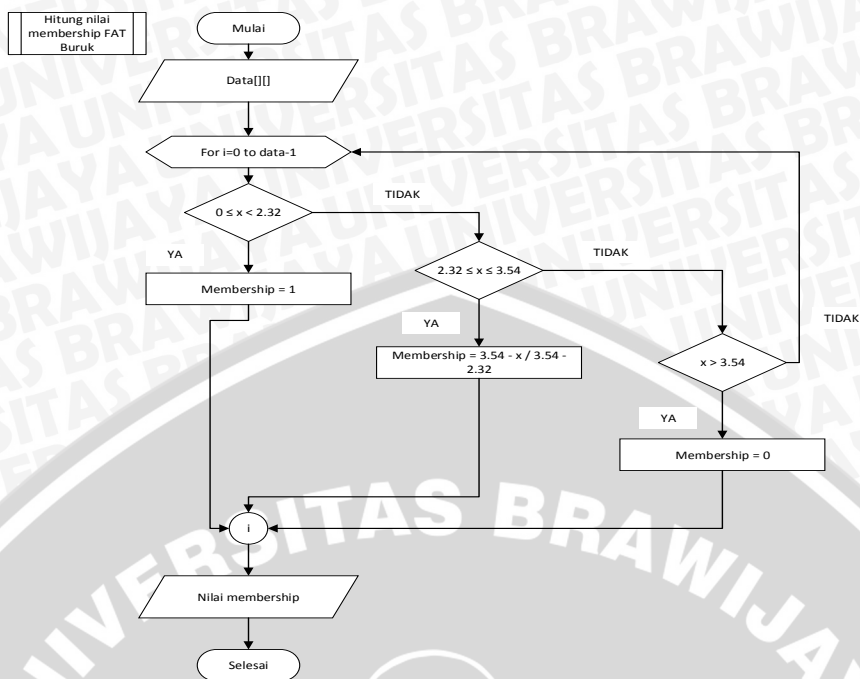 Hitung nilai
membership FAT
Buruk
Mulai
Data[][]
For i=0 to data-1
0 ≤ x < 2.32
TIDAK
YA
Membership = 1
2.32 ≤ x ≤ 3.54
TIDAK
YA
Membership = 3.54 - x / 3.54 -
2.32
x > 3.54
TIDAK
YA
Membership = 0
i
Nilai membership
Selesai
UNIVERSITAS BRAWIJAYA